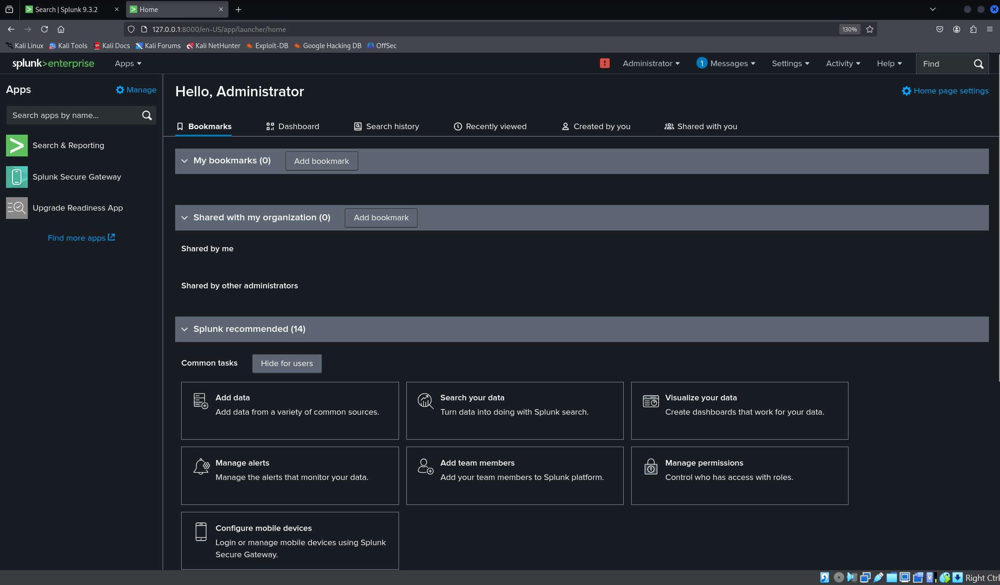 Search | Splunk 9.3.2
Home
127.0.0.1:8000/en-US/app/launcher/home
130%
Kali Linux
Kali Tools
Kali Docs
Kali Forums
Kali NetHunter
Exploit-DB
Google Hacking DB
OffSec
splunk>enterprise
Apps
!
Administrator
1
Messages
Settings
Activity
Help
Find
Apps
Manage
Search apps by name...
Search & Reporting
Splunk Secure Gateway
Upgrade Readiness App
Find more apps
Hello, Administrator
Home page settings
Bookmarks
Dashboard
Search history
Recently viewed
Created by you
Shared with you
My bookmarks (0)
Add bookmark
Shared with my organization (0)
Add bookmark
Shared by me
Shared by other administrators
Splunk recommended (14)
Common tasks
Hide for users
Add data
Add data from a variety of common sources.
Search your data
Turn data into doing with Splunk search.
Visualize your data
Create dashboards that work for your data.
Manage alerts
Manage the alerts that monitor your data.
Add team members
Add your team members to Splunk platform.
Manage permissions
Control who has access with roles.
Configure mobile devices
Login or manage mobile devices using Splunk
Secure Gateway.
Right Ctrl